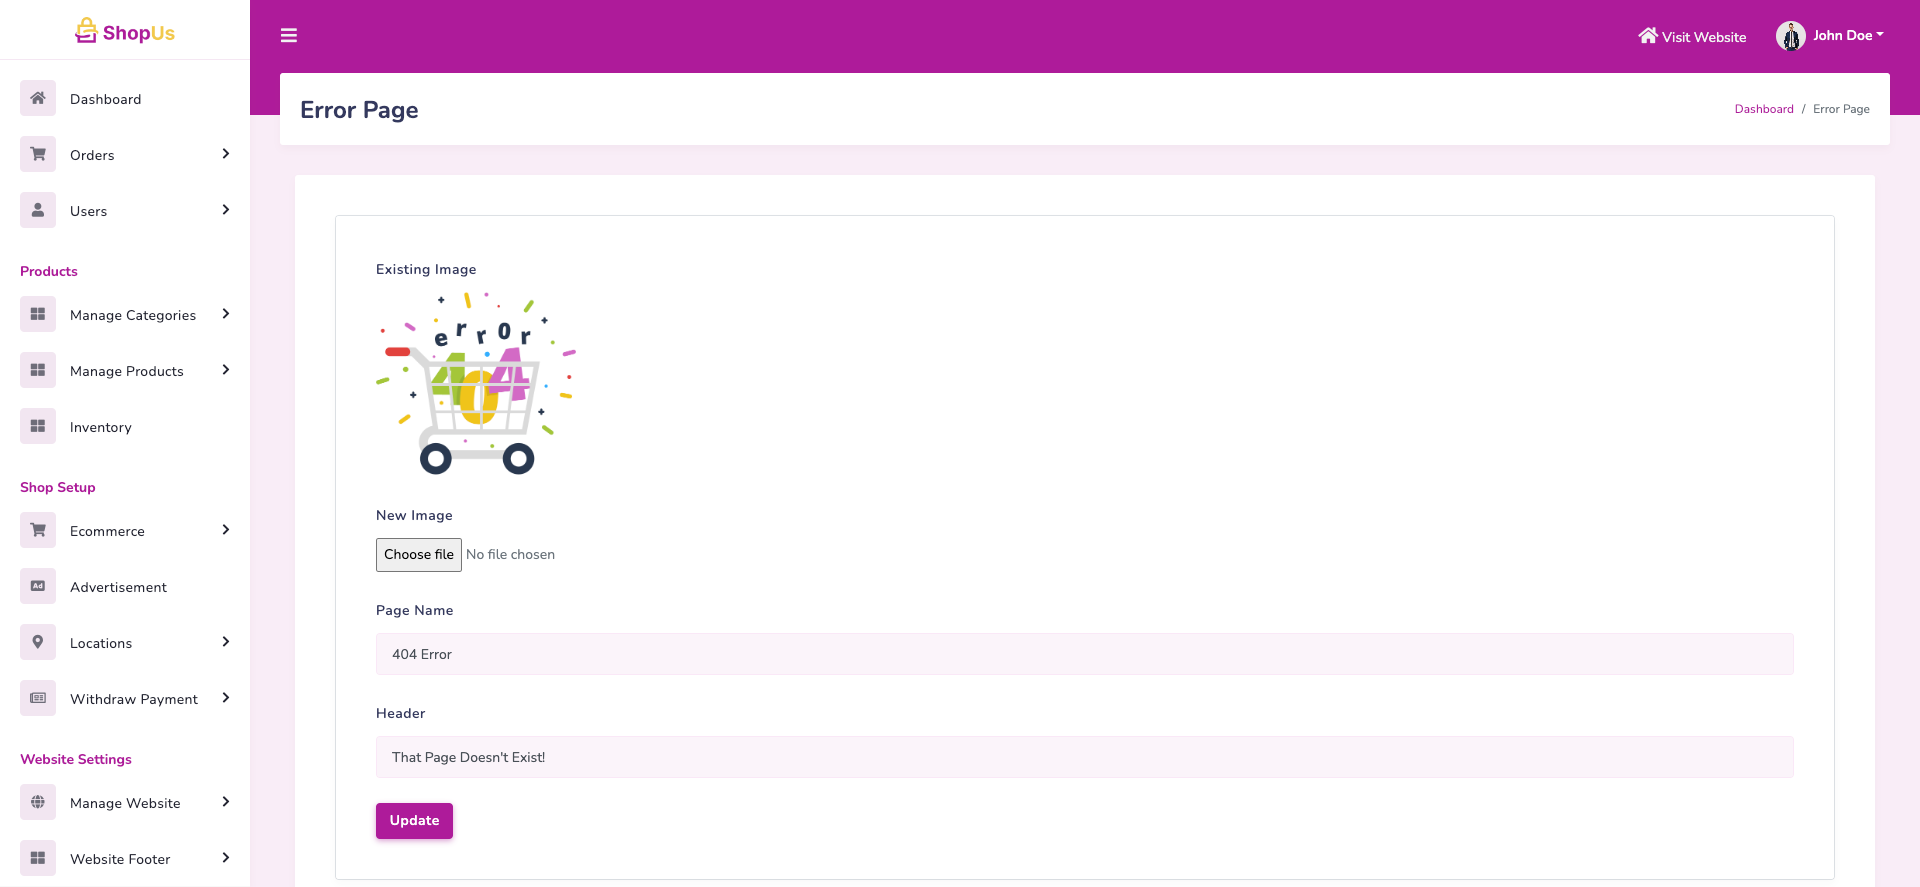 ShopUs
Visit Website
John Doe
Dashboard
Orders
Users
Products
Manage Categories
Manage Products
Inventory
Shop Setup
Ecommerce
Ad
Advertisement
Locations
Withdraw Payment
Website Settings
Manage Website
Website Footer
Error Page
Dashboard / Error Page
Existing Image
error
404
New Image
Choose file No file chosen
Page Name
404 Error
Header
That Page Doesn't Exist!
Update